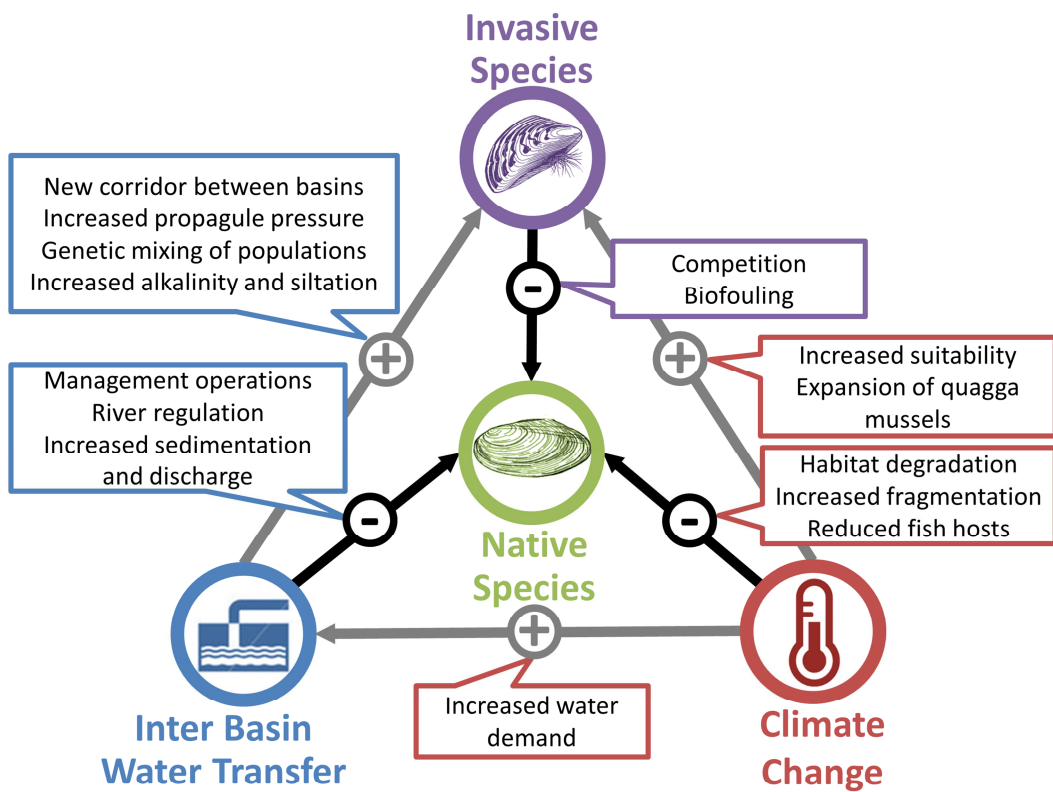 Invasive
Species
New corridor between basins
Increased propagule pressure
Genetic mixing of populations
Increased alkalinity and siltation
Competition
Biofouling
-
+
+
Increased suitability
Expansion of quagga
mussels
Management operations
River regulation
Increased sedimentation
and discharge
Habitat degradation
Increased fragmentation
Reduced fish hosts
-
-
Native
Species
+
Increased water
demand
Inter Basin
Water Transfer
Climate
Change